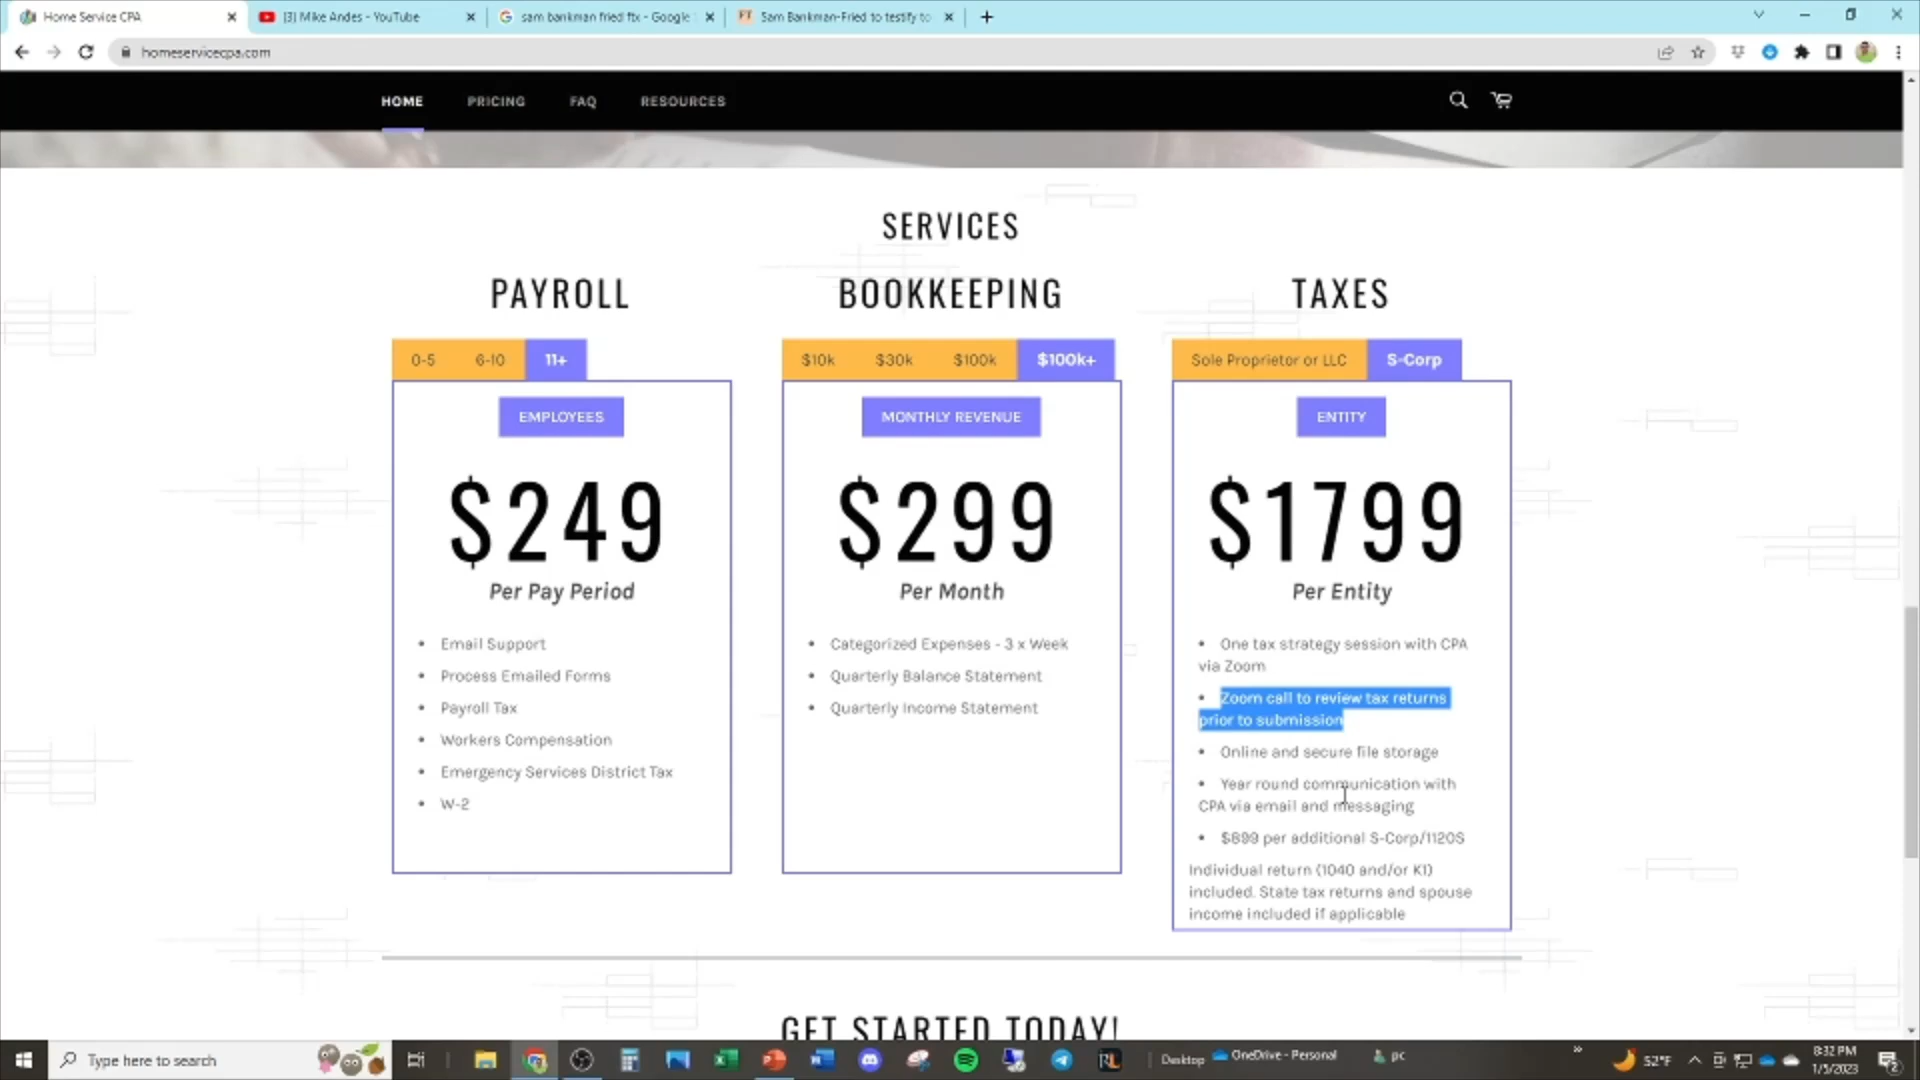 Home Service CPA
(3) Mike Andes - YouTube
sam bankman fried ftx - Google
Sam Bankman-Fried to testify to
homeservicecpa.com
HOME
PRICING
FAQ
RESOURCES
SERVICES
PAYROLL
0-5 6-10 11+
EMPLOYEES
$249
Per Pay Period
• Email Support
• Process Emailed Forms
• Payroll Tax
• Workers Compensation
• Emergency Services District Tax
• W-2
BOOKKEEPING
$10k $30k $100k $100k+
MONTHLY REVENUE
$299
Per Month
• Categorized Expenses - 3 x Week
• Quarterly Balance Statement
• Quarterly Income Statement
TAXES
Sole Proprietor or LLC S-Corp
ENTITY
$1799
Per Entity
• One tax strategy session with CPA
via Zoom
• Zoom call to review tax returns
prior to submission
• Online and secure file storage
• Year round communication with
CPA via email and messaging
• $899 per additional S-Corp/1120S
Individual return (1040 and/or K1)
included. State tax returns and spouse
income included if applicable
GET STARTED TODAY!
Type here to search
Desktop
OneDrive - Personal
pc
52°F
8:32 PM
1/5/2023